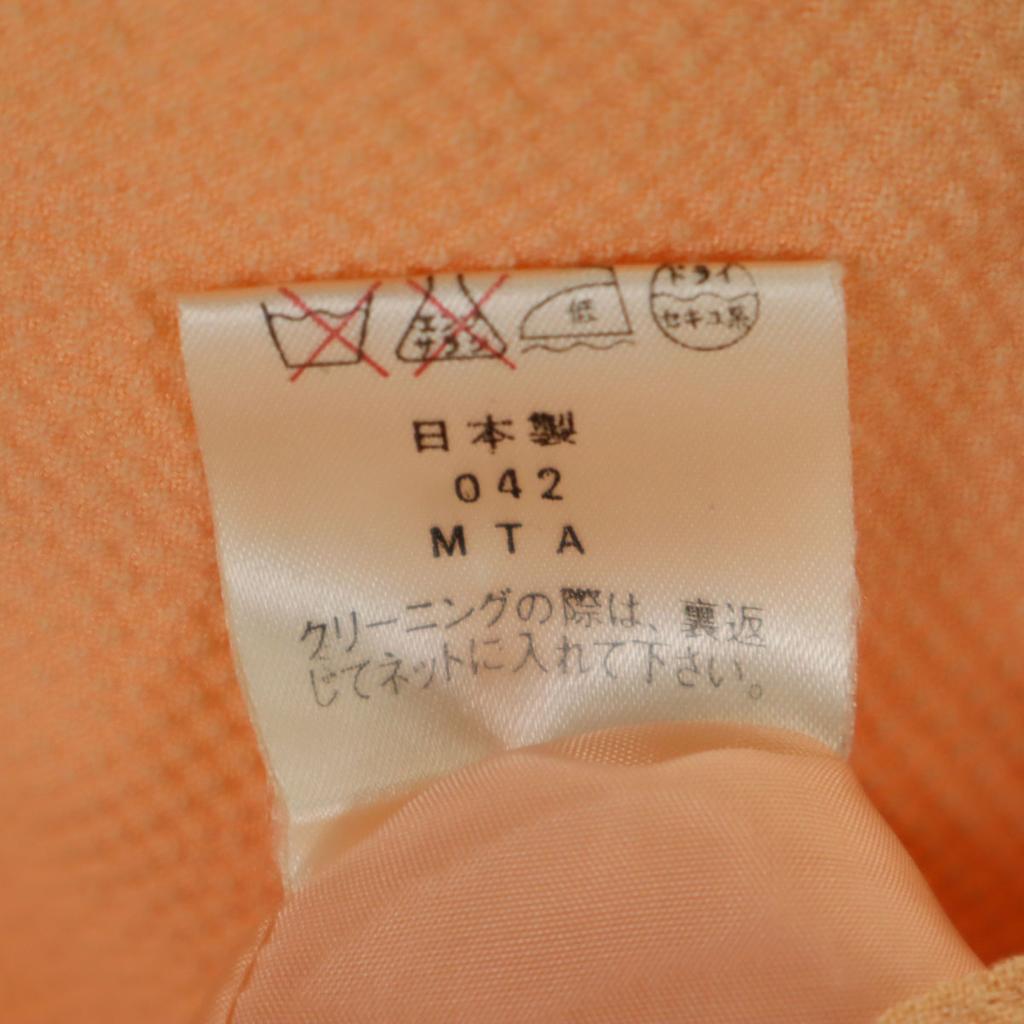 エンソ
サラシ
低
ドライ
セキユ系
日本製
042
MTA
クリーニングの際は、裏返
じてネットに入れて下さい。